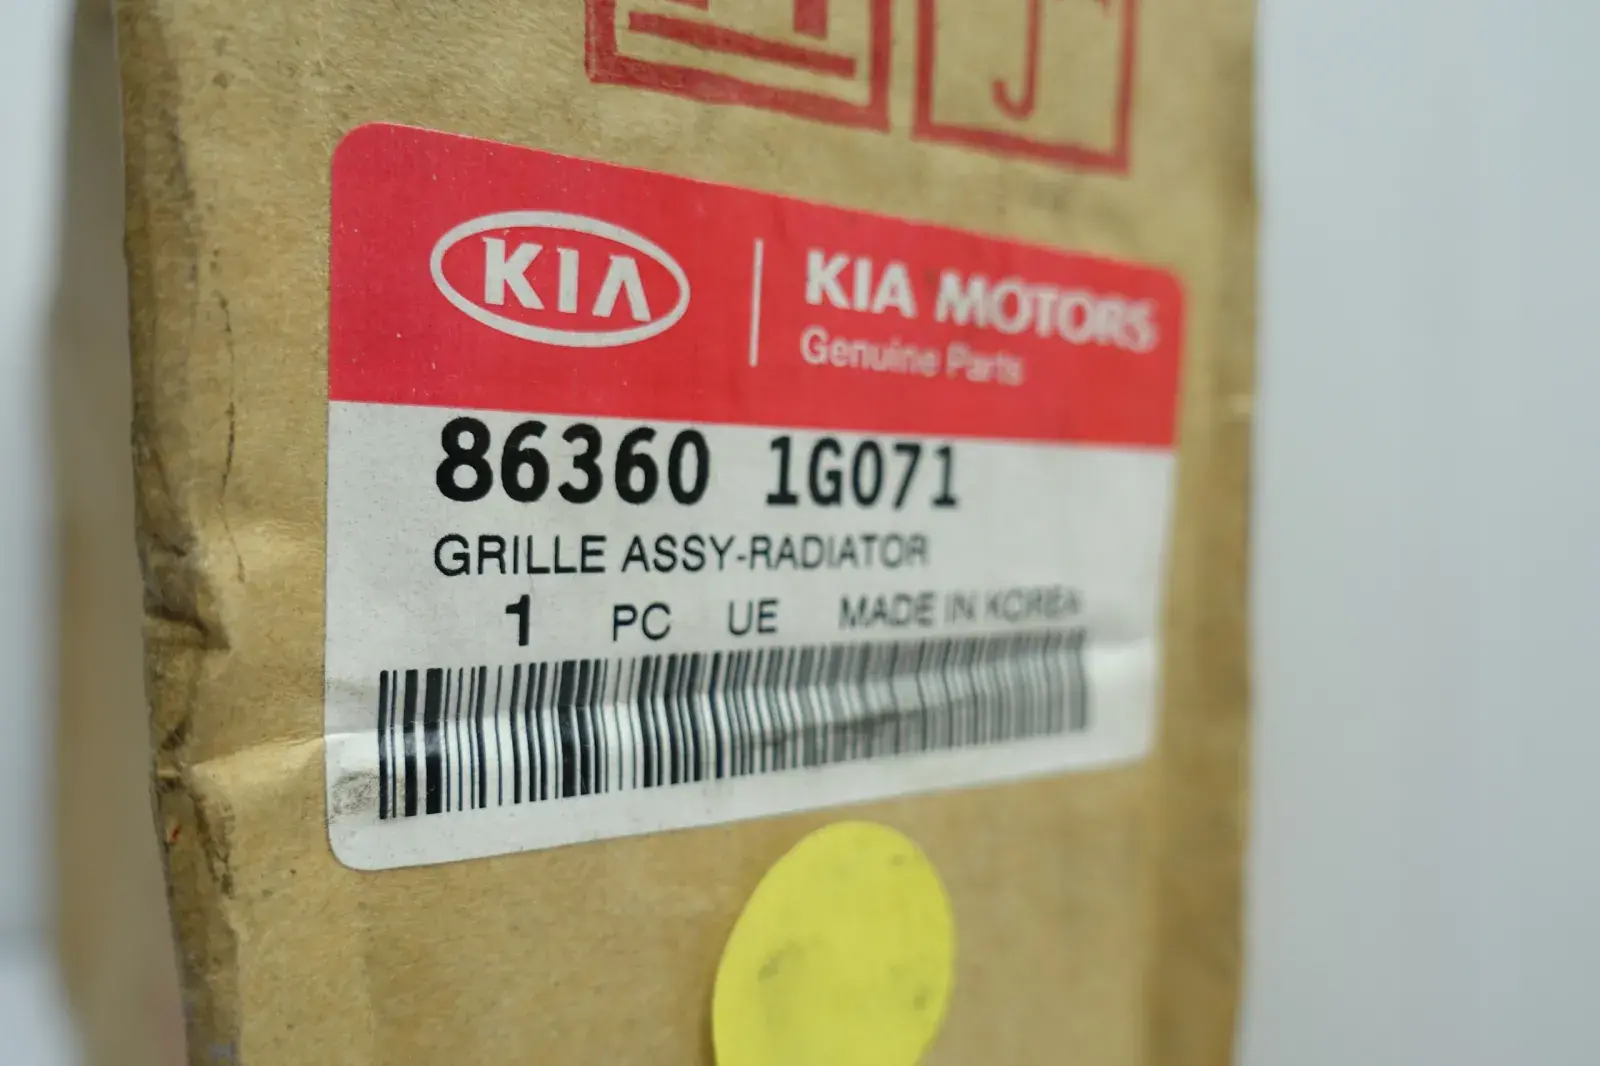 KIA
KIA MOTORS
Genuine Parts
86360 1G071
GRILLE ASSY-RADIATOR
1 PC UE MADE IN KOREA